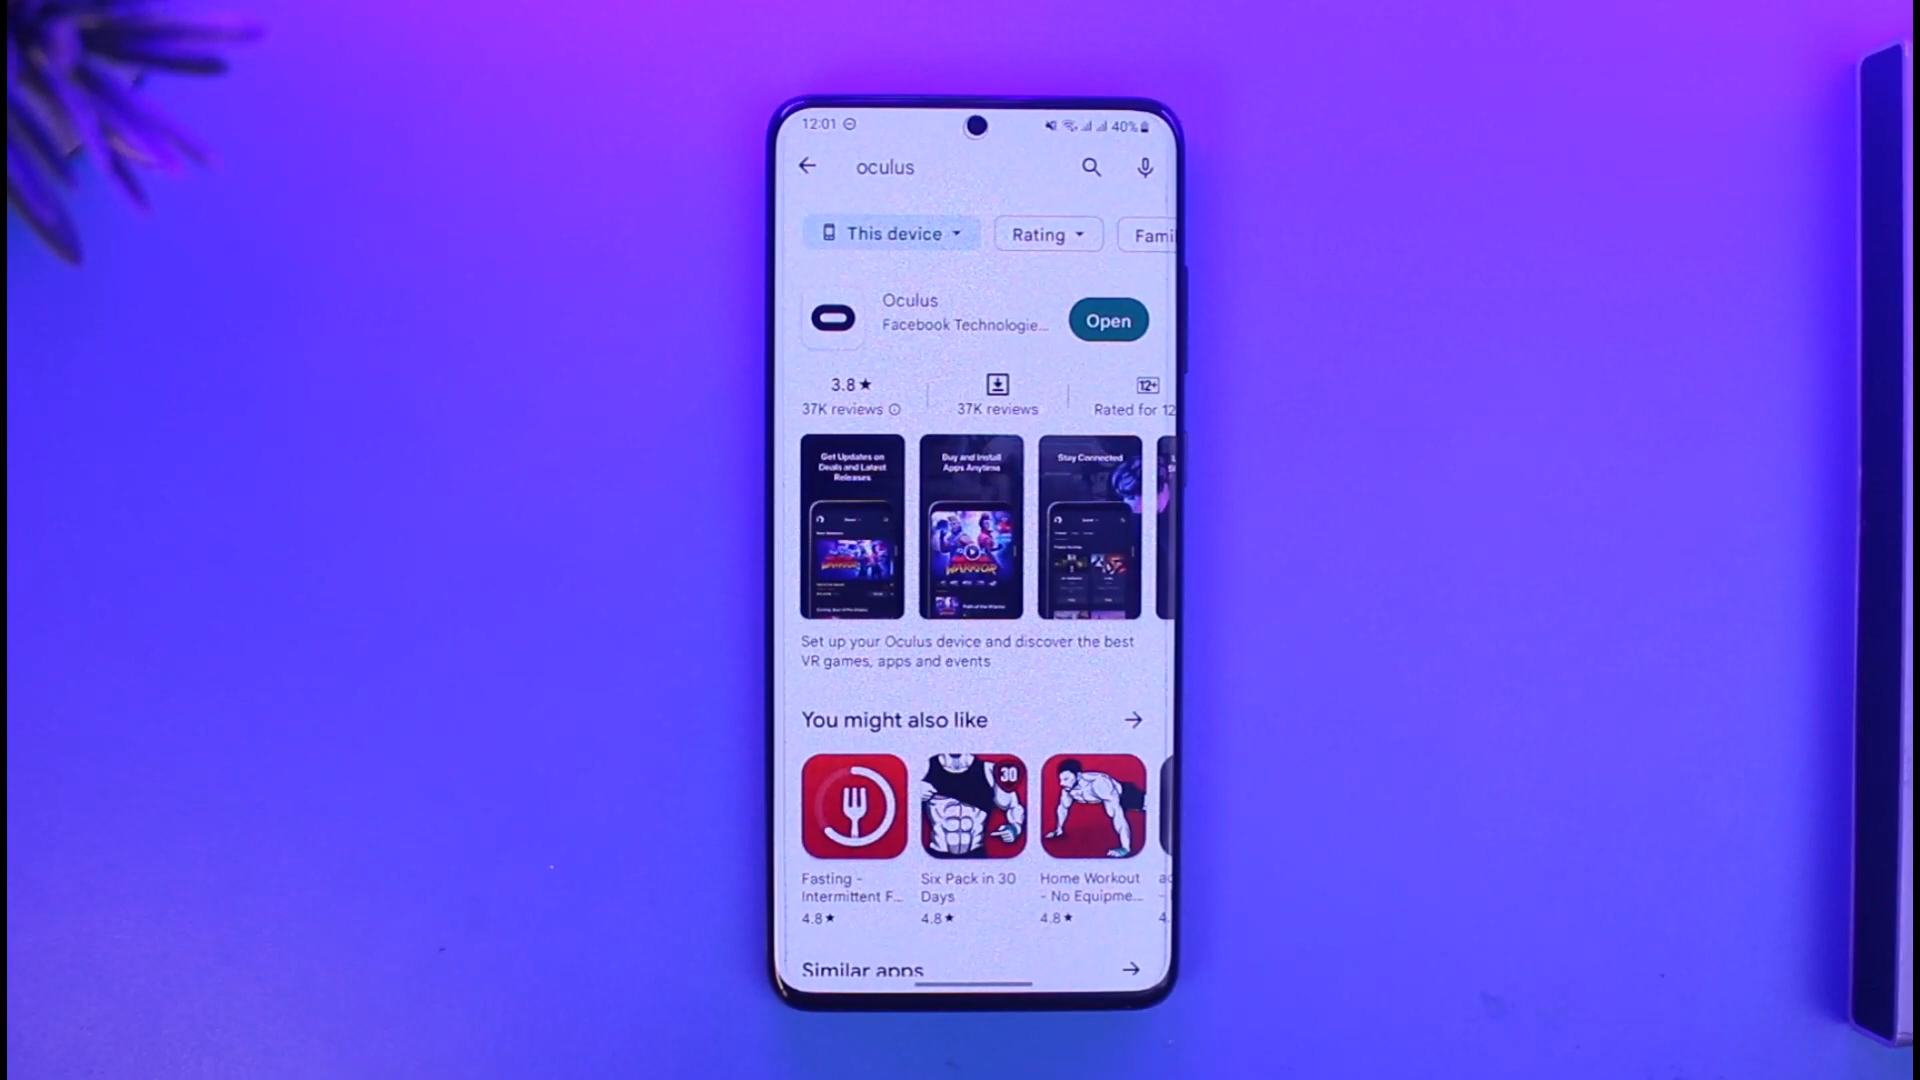 12:01
40%
oculus
This device
Rating
Fami
Oculus
Facebook Technologie...
Open
3.8★
12+
37K reviews
37K reviews
Rated for 12
Get Updates on
Deals and Latest
Releases
Buy and Install
Apps Anytime
Stay Connected
WARRIOR
WARRIOR
Set up your Oculus device and discover the best
VR games, apps and events
You might also like
30
Fasting -
Intermittent F...
4.8★
Six Pack in 30
Days
4.8★
Home Workout
- No Equipme...
4.8★
Similar apps